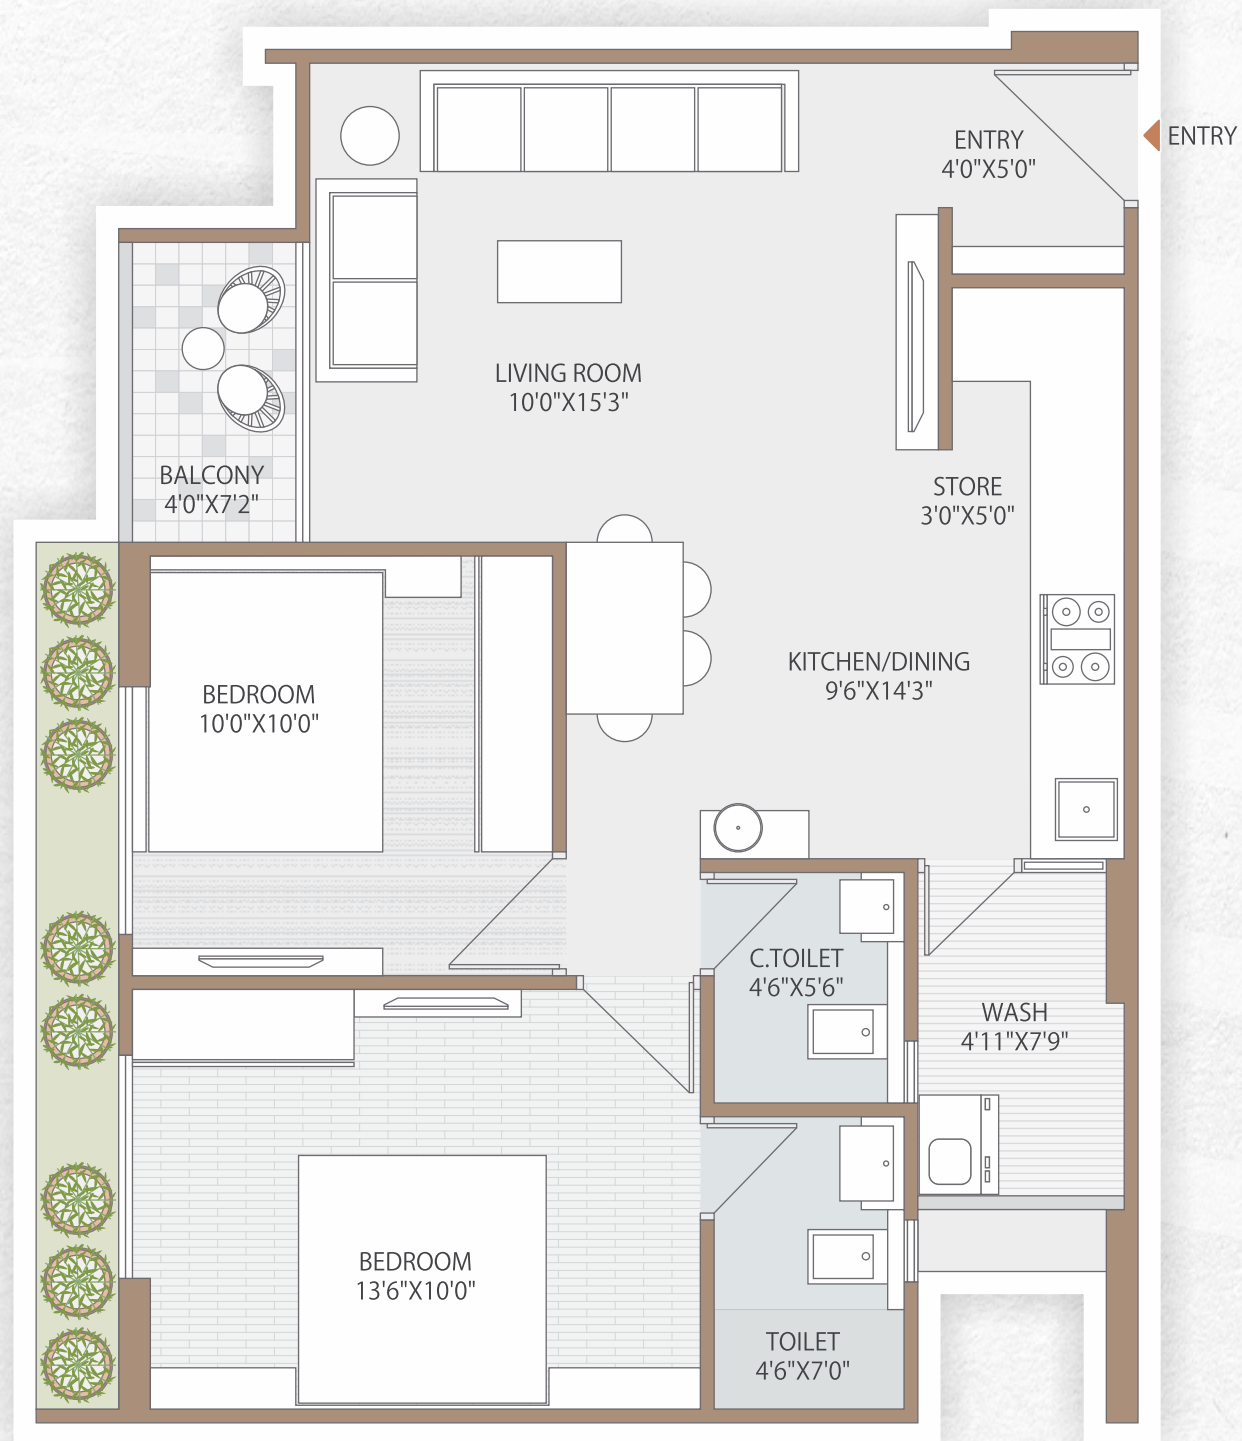 ENTRY
4'0"X5'0"
ENTRY
LIVING ROOM
10'0"X15'3"
BALCONY
4'0"X7'2"
STORE
3'0"X5'0"
KITCHEN/DINING
9'6"X14'3"
BEDROOM
10'0"X10'0"
C.TOILET
4'6"X5'6"
WASH
4'11"X7'9"
BEDROOM
13'6"X10'0"
TOILET
4'6"X7'0"